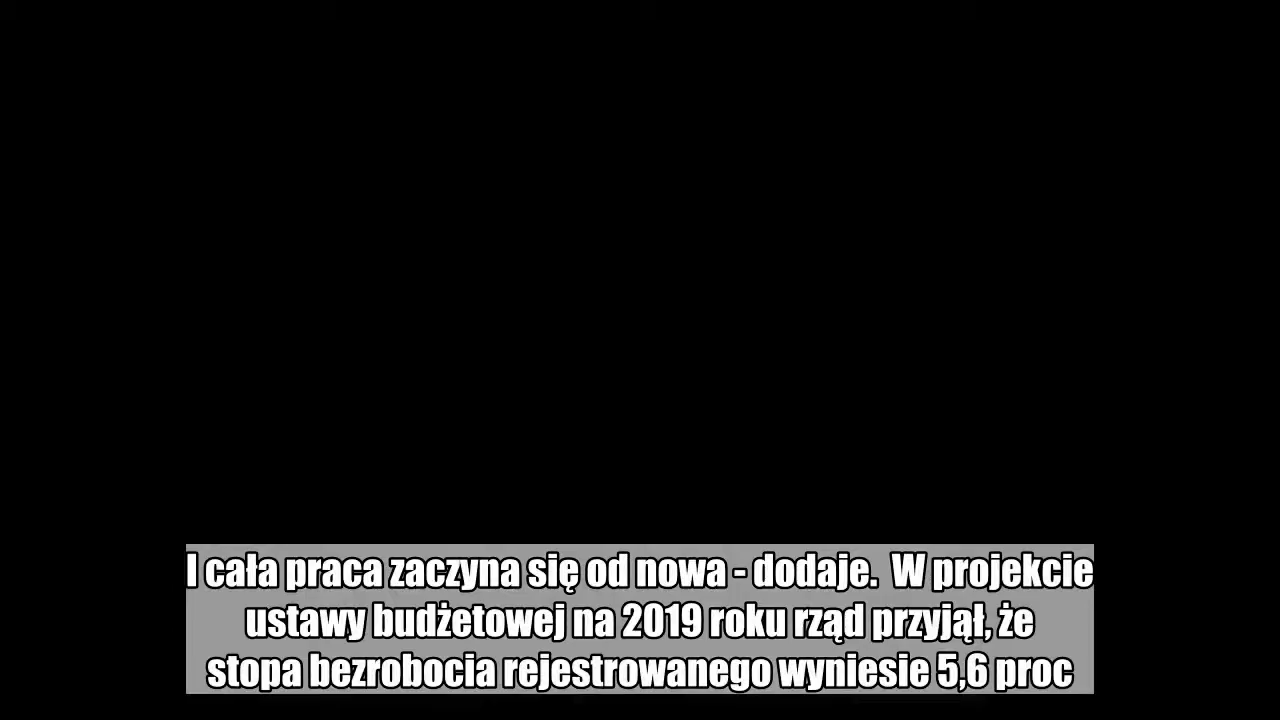 I cała praca zaczyna się od nowa - dodaje.  W projekcie
ustawy budżetowej na 2019 roku rząd przyjął, że
stopa bezrobocia rejestrowanego wyniesie 5,6 proc